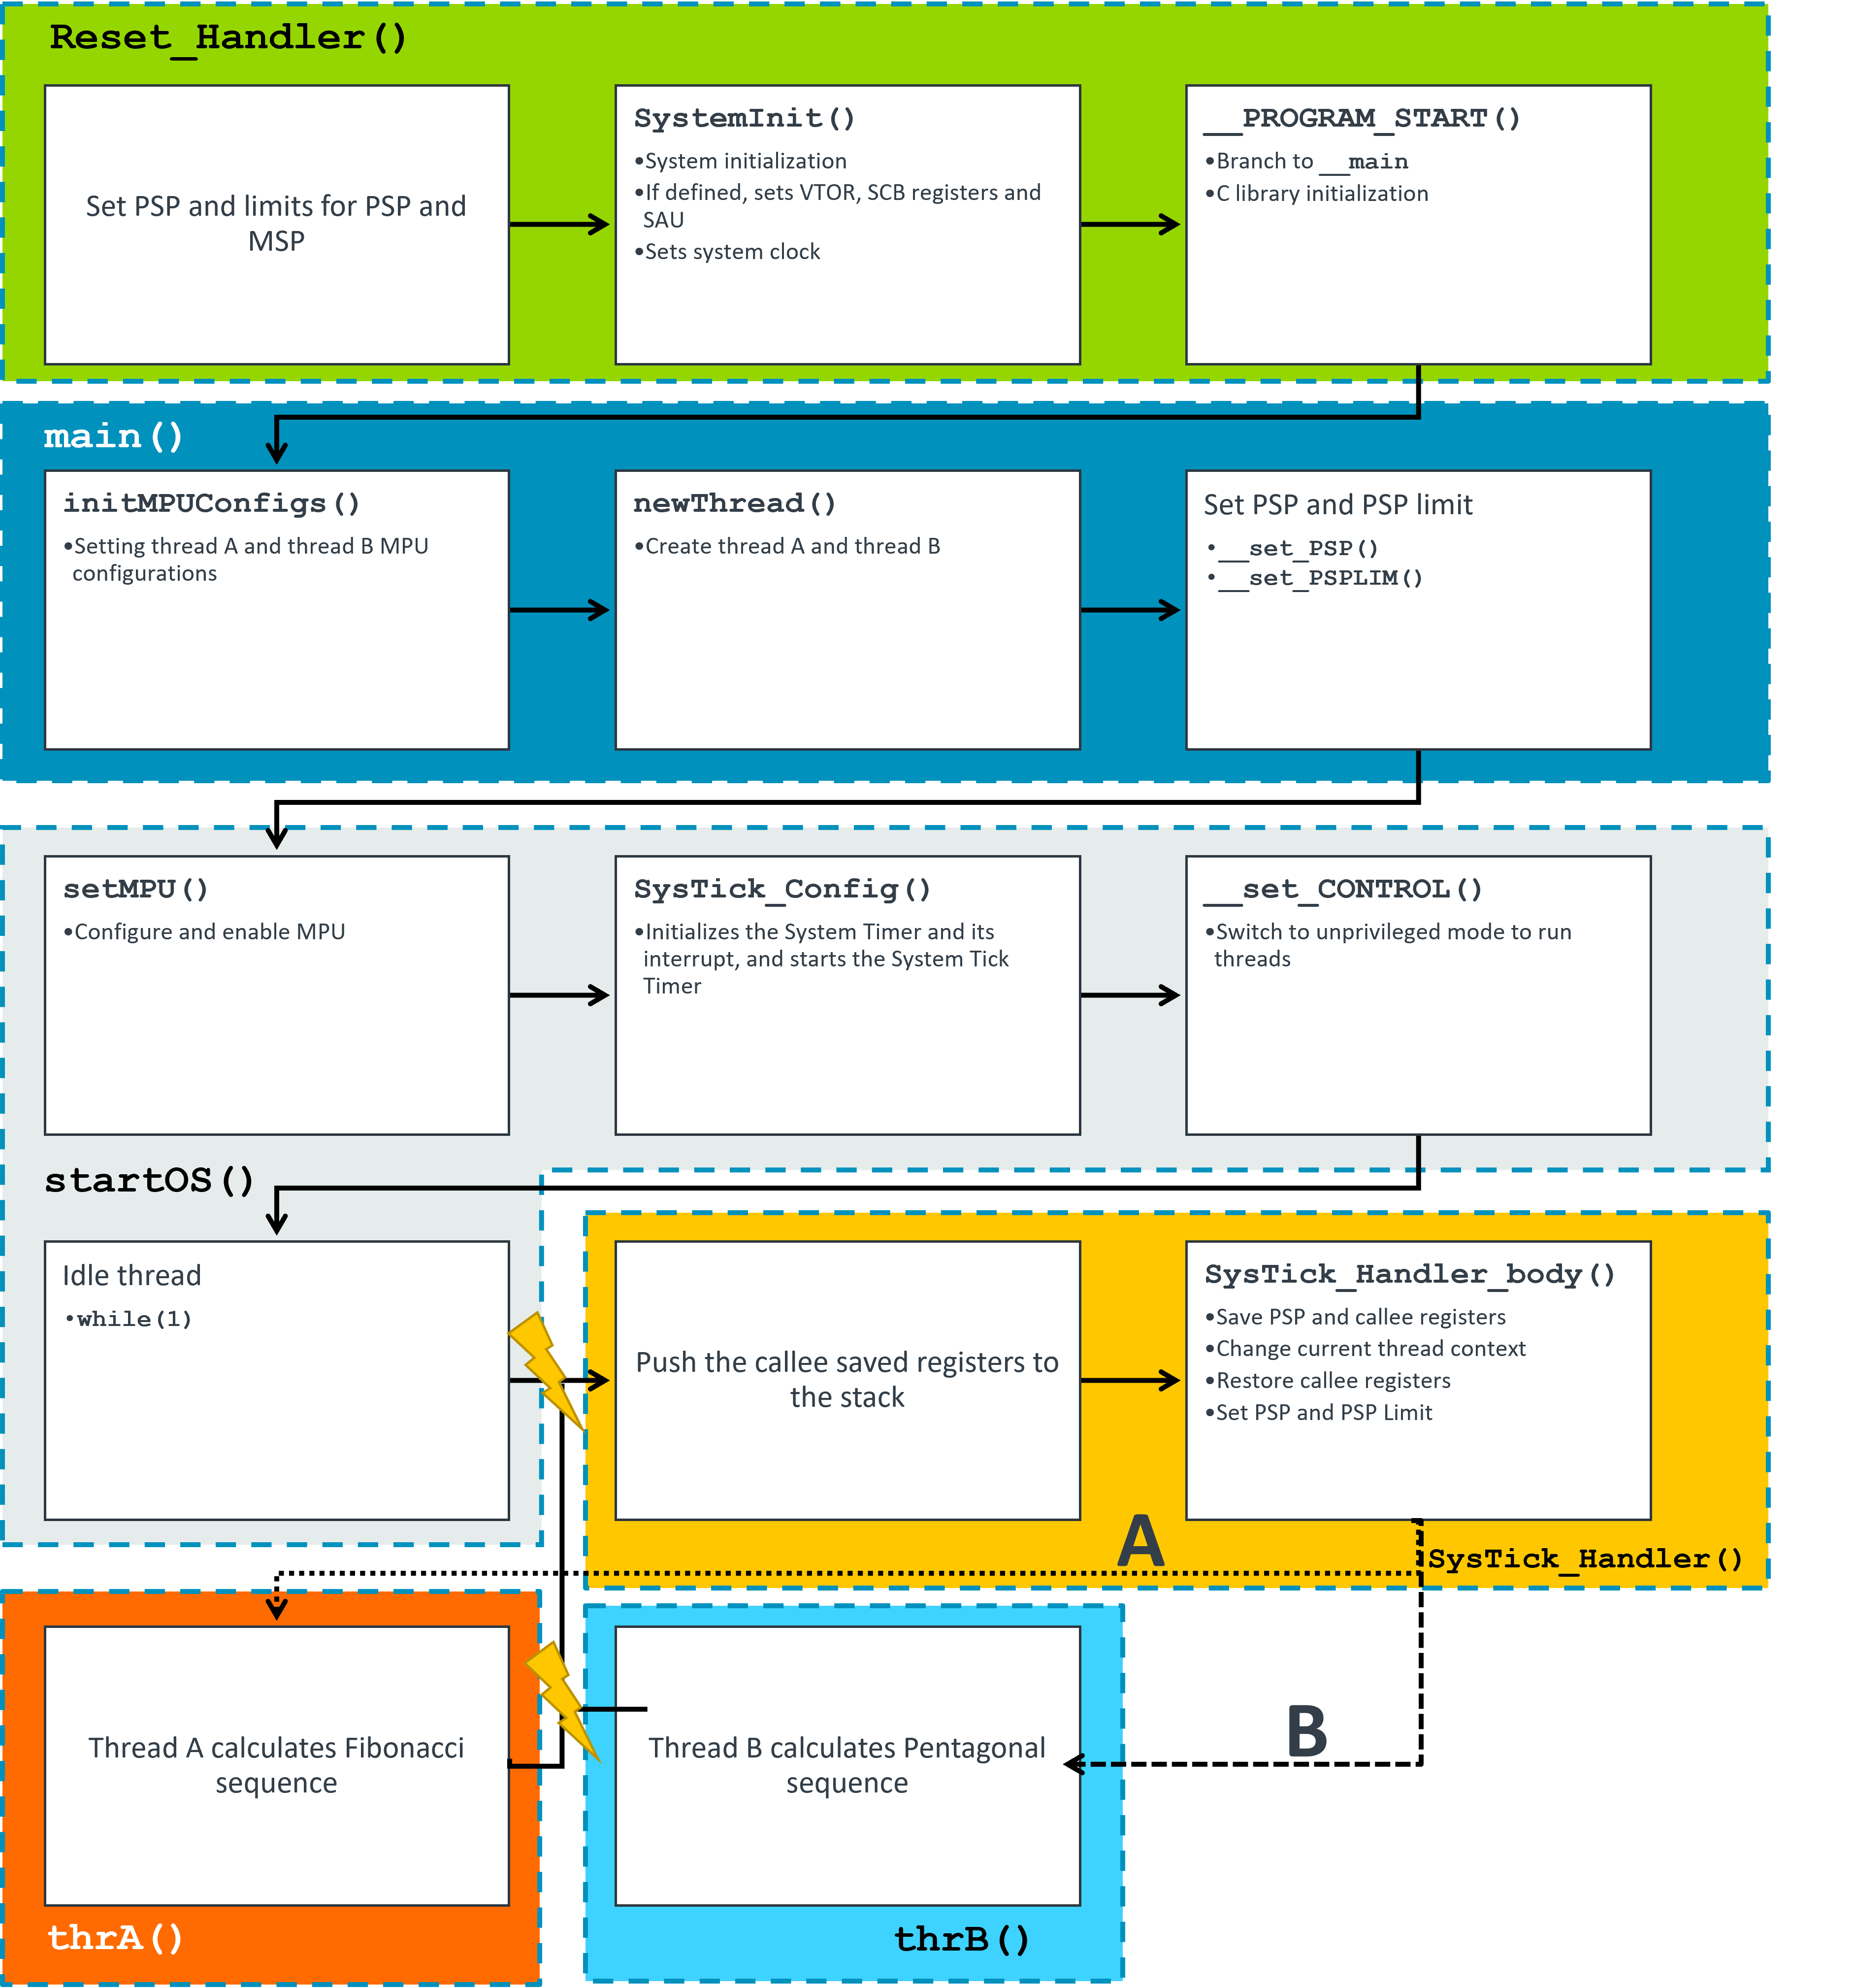 Reset_Handler()
Set PSP and limits for PSP and
MSP
SystemInit()
•System initialization
•If defined, sets VTOR, SCB registers and
SAU
•Sets system clock
__PROGRAM_START()
•Branch to __main
•C library initialization
main()
initMPUConfigs()
•Setting thread A and thread B MPU
configurations
newThread()
•Create thread A and thread B
Set PSP and PSP limit
•__set_PSP()
•__set_PSPLIM()
setMPU()
•Configure and enable MPU
SysTick_Config()
•Initializes the System Timer and its
interrupt, and starts the System Tick
Timer
__set_CONTROL()
•Switch to unprivileged mode to run
threads
startOS()
Idle thread
•while(1)
Push the callee saved registers to
the stack
SysTick_Handler_body()
•Save PSP and callee registers
•Change current thread context
•Restore callee registers
•Set PSP and PSP Limit
A
SysTick_Handler()
Thread A calculates Fibonacci
sequence
thrA()
Thread B calculates Pentagonal
sequence
thrB()
B